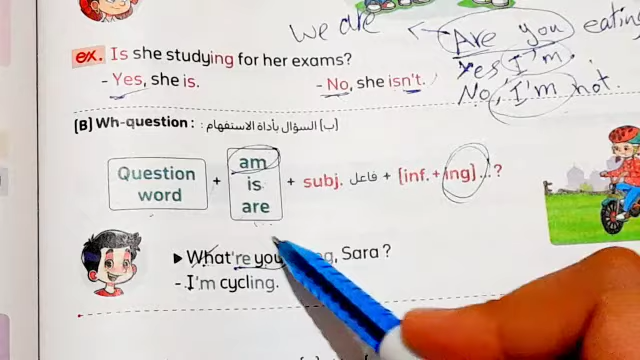 we are ← Are you eating
Yes I'm.
No, I'm not.
ex. Is she studying for her exams?
- Yes, she is. - No, she isn't.
[B] Wh-question : [ب] السؤال بأداة الاستفهام :
Question word + am is are + subj. فاعل + [inf. + ing] ...?
▶ What're you , Sara ?
- I'm cycling.